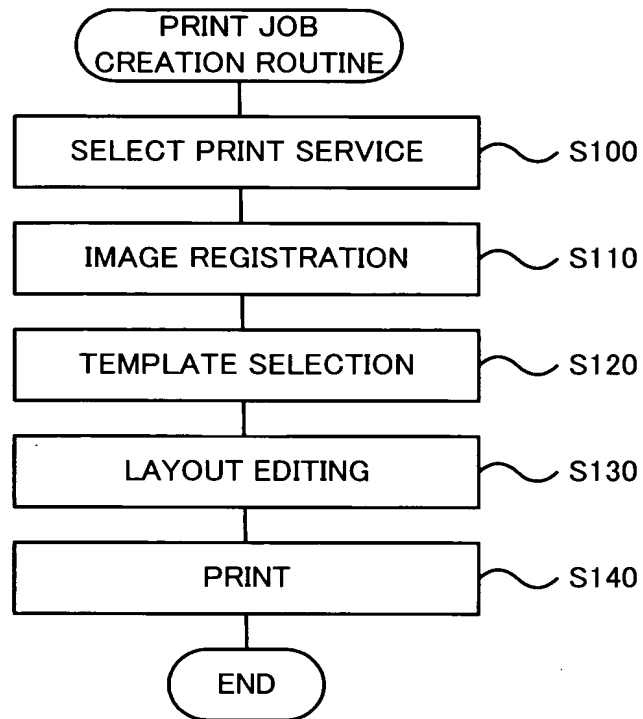 PRINT JOB
CREATION ROUTINE
SELECT PRINT SERVICE
S100
IMAGE REGISTRATION
S110
TEMPLATE SELECTION
S120
LAYOUT EDITING
S130
PRINT
S140
END